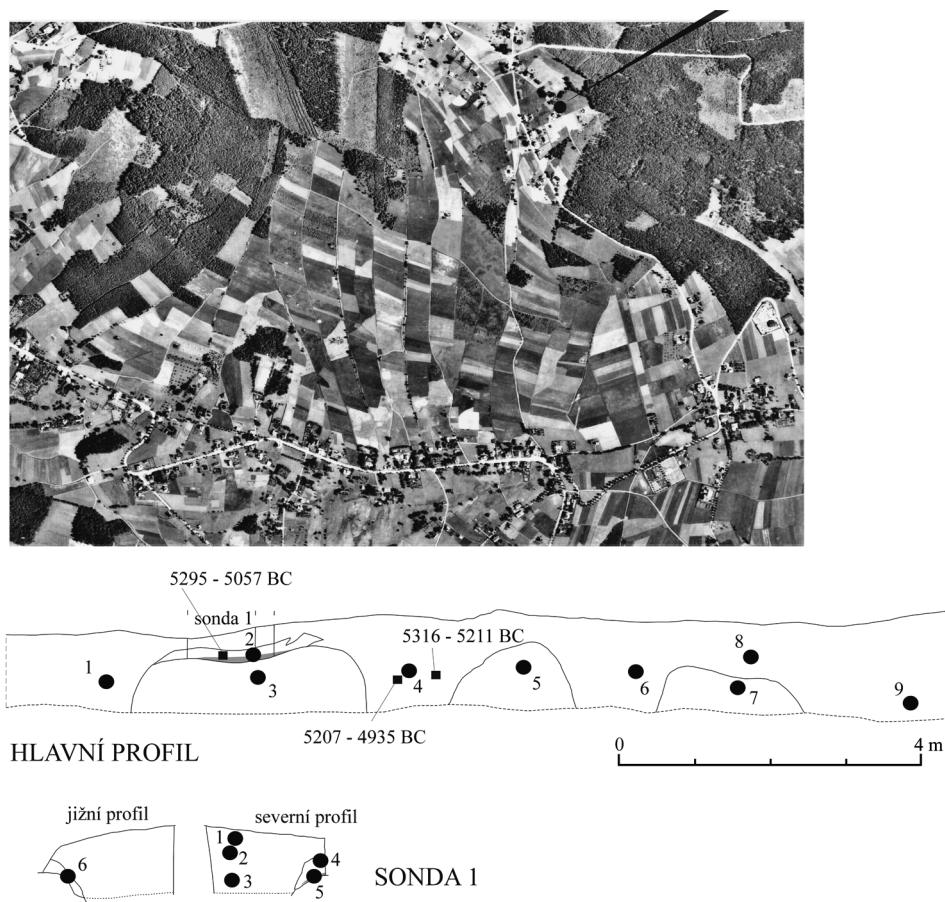 5295 - 5057 BC
sonda 1
5316 - 5211 BC
1
2
3
4
5
6
7
8
9
5207 - 4935 BC
HLAVNÍ PROFIL
0
4 m
jižní profil
severní profil
6
1
2
3
4
5
SONDA 1